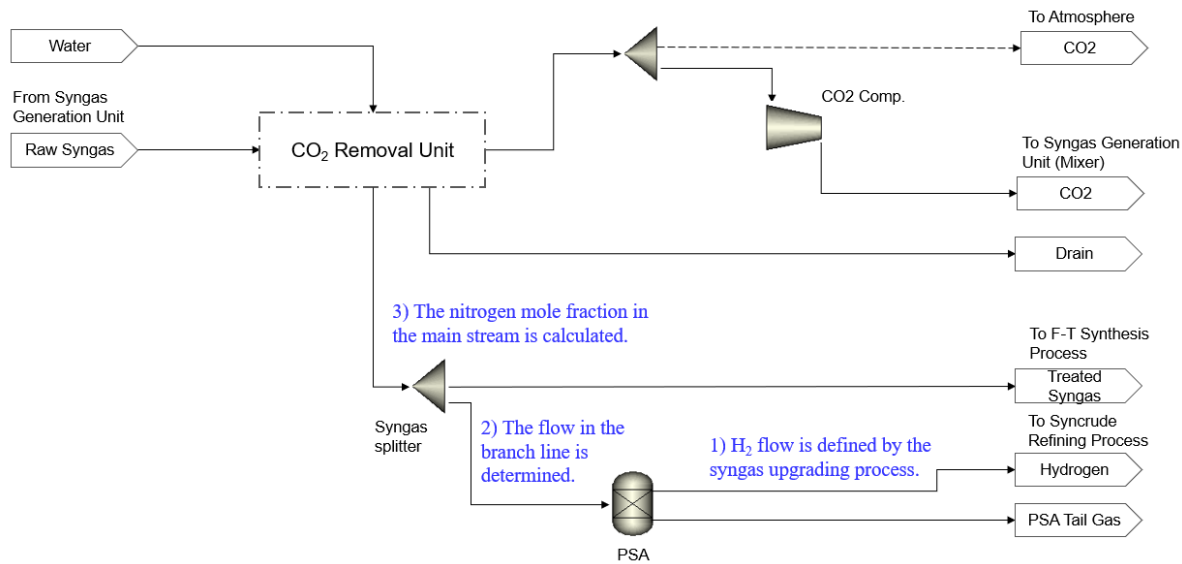 To Atmosphere
CO2
Water
From Syngas
Generation Unit
Raw Syngas
CO₂ Removal Unit
CO2 Comp.
To Syngas Generation
Unit (Mixer)
CO2
Drain
3) The nitrogen mole fraction in
the main stream is calculated.
To F-T Synthesis
Process
Treated
Syngas
Syngas
splitter
2) The flow in the
branch line is
determined.
1) H₂ flow is defined by the
syngas upgrading process.
To Syncrude
Refining Process
Hydrogen
PSA Tail Gas
PSA